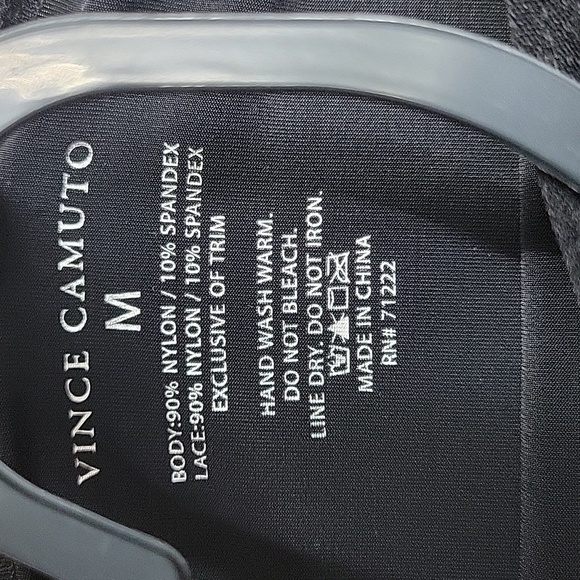 VINCE CAMUTO
M
BODY:90% NYLON / 10% SPANDEX
LACE:90% NYLON / 10% SPANDEX
EXCLUSIVE OF TRIM
HAND WASH WARM.
DO NOT BLEACH.
LINE DRY. DO NOT IRON.
MADE IN CHINA
RN# 71222